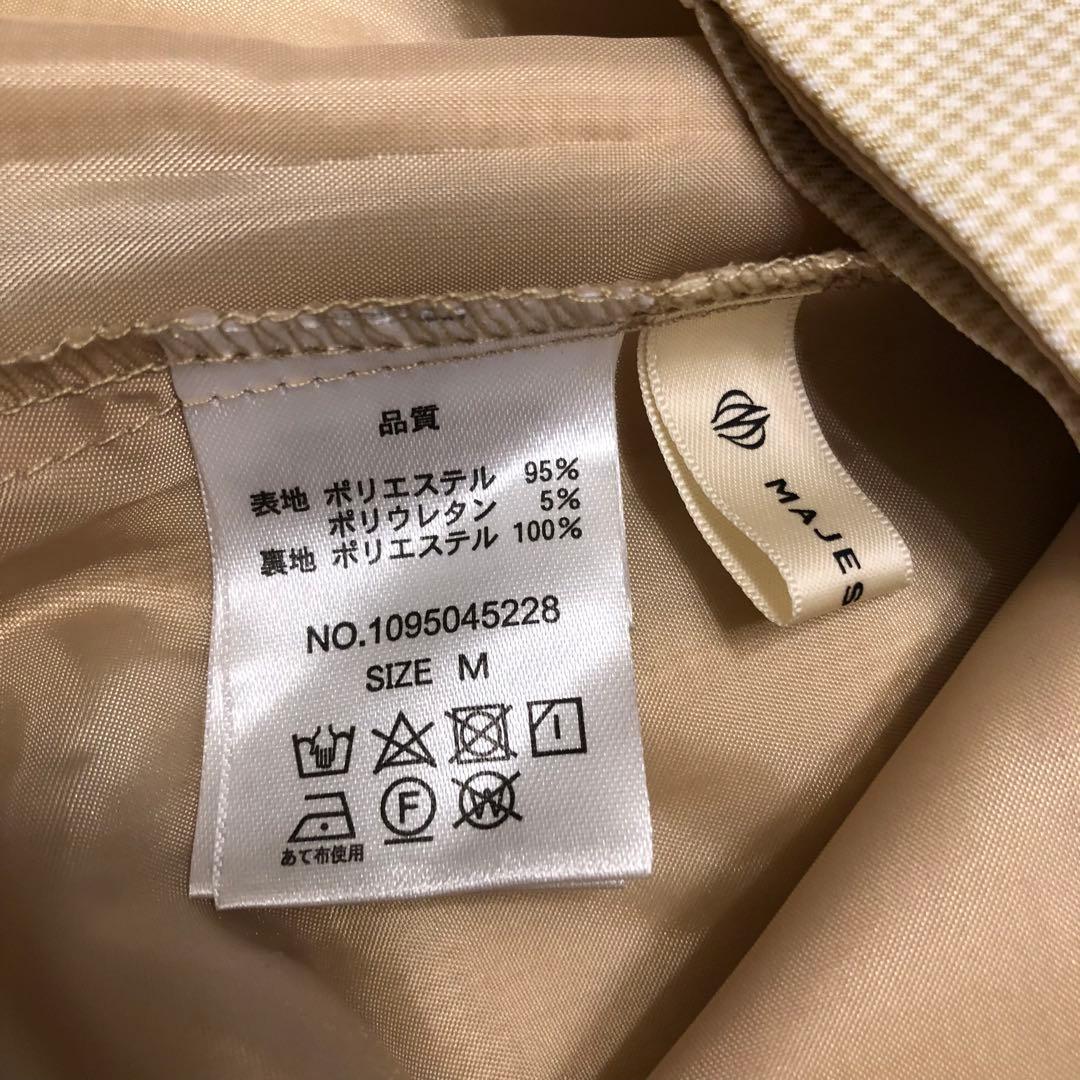 品質
表地 ポリエステル 95%
ポリウレタン 5%
裏地 ポリエステル 100%
NO.1095045228
SIZE M
F W
あて布使用
MAJES